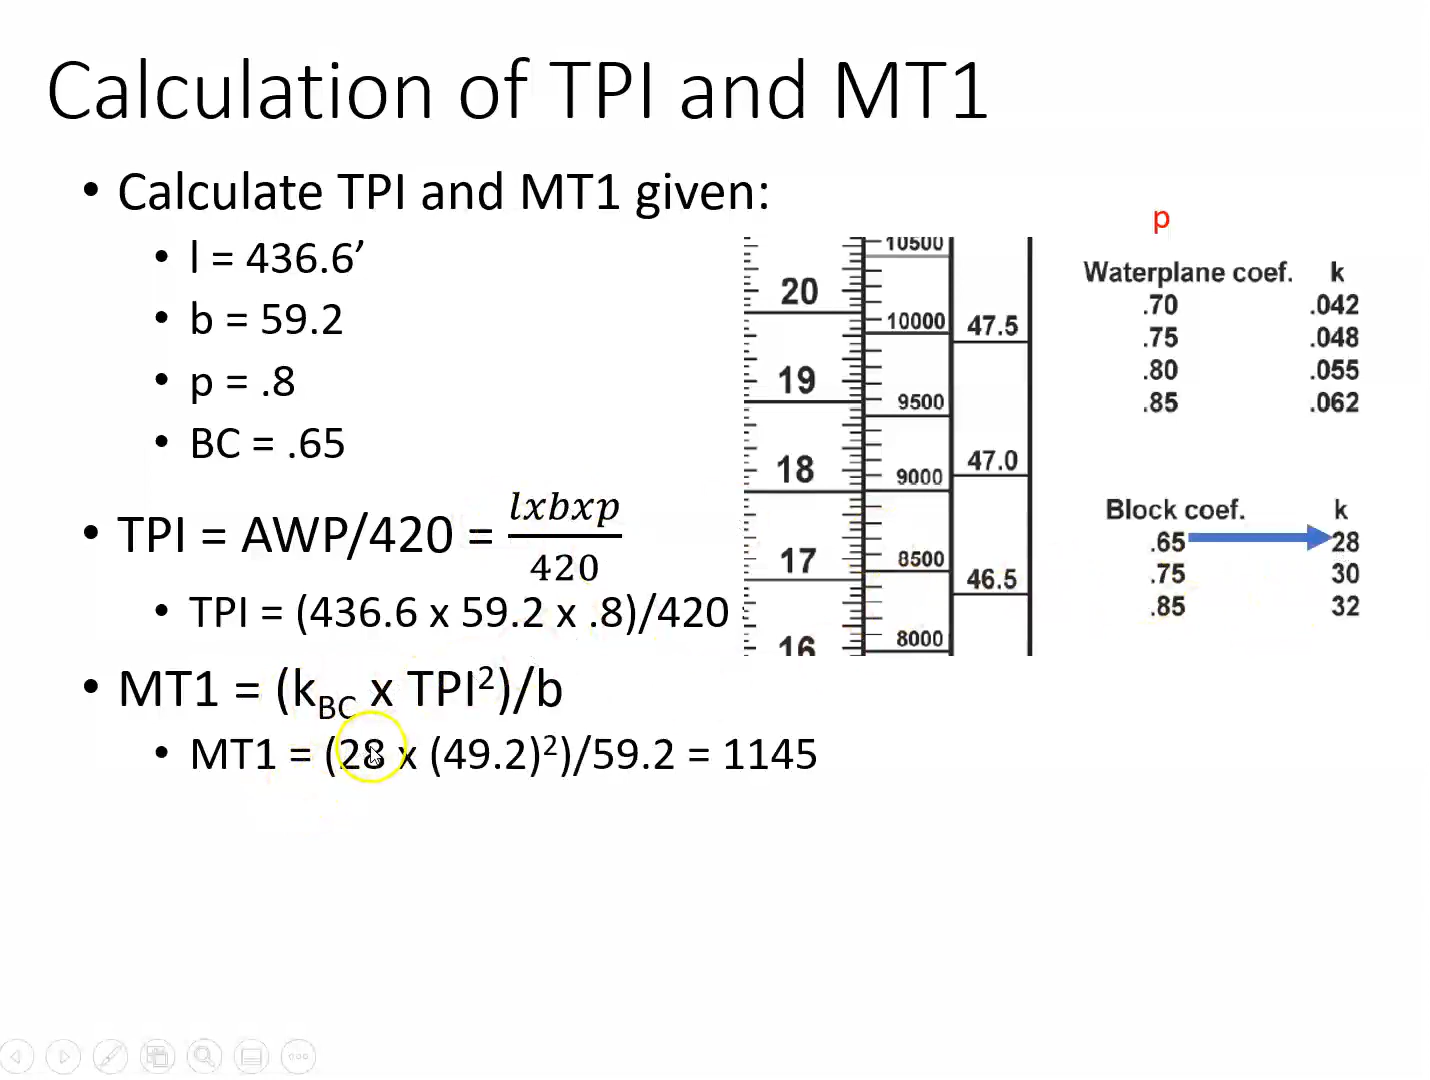 Calculation of TPI and MT1
• Calculate TPI and MT1 given:
• l = 436.6’
• b = 59.2
• p = .8
• BC = .65
• TPI = AWP/420 = lxbxp/420
• TPI = (436.6 x 59.2 x .8)/420
• MT1 = (kBC x TPI²)/b
• MT1 = (28 x (49.2)²)/59.2 = 1145
10500
20
10000 47.5
19
9500
18 47.0
9000
17 8500
46.5
16 8000
p
Waterplane coef. k
.70 .042
.75 .048
.80 .055
.85 .062
Block coef. k
.65 28
.75 30
.85 32